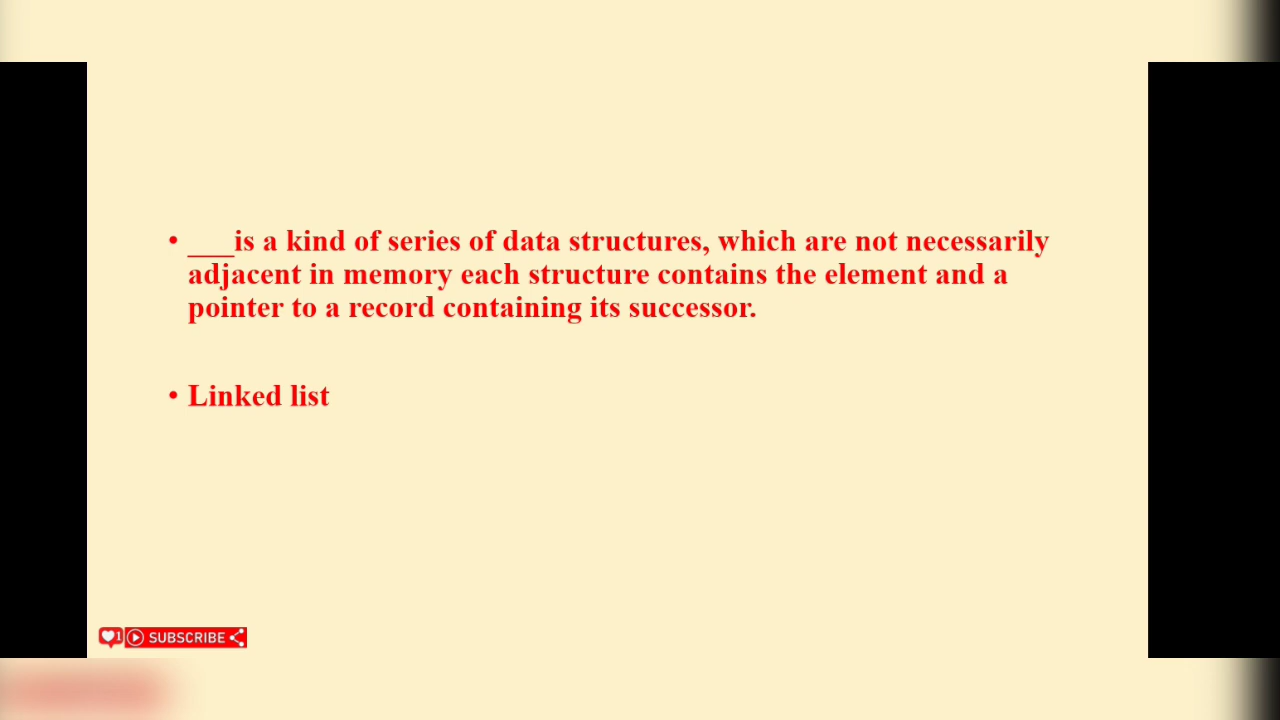 • ___is a kind of series of data structures, which are not necessarily
adjacent in memory each structure contains the element and a
pointer to a record containing its successor.
• Linked list
1 SUBSCRIBE